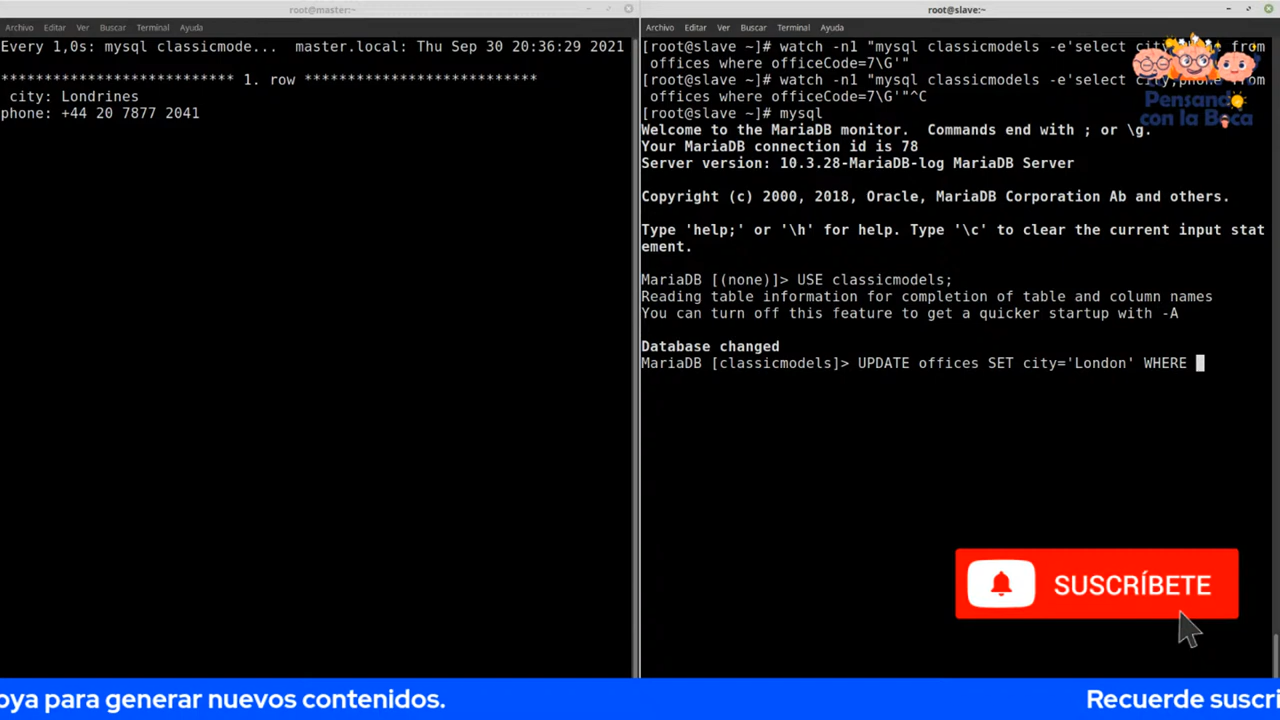 root@master:~
Archivo Editar Ver Buscar Terminal Ayuda
Every 1,0s: mysql classicmode... master.local: Thu Sep 30 20:36:29 2021
*************************** 1. row ***************************
city: Londrines
phone: +44 20 7877 2041
root@slave:~
Archivo Editar Ver Buscar Terminal Ayuda
[root@slave ~]# watch -n1 "mysql classicmodels -e'select city, from
offices where officeCode=7\G'"
[root@slave ~]# watch -n1 "mysql classicmodels -e'select city,phone from
offices where officeCode=7\G'"^C
[root@slave ~]# mysql
Welcome to the MariaDB monitor. Commands end with ; or \g.
Your MariaDB connection id is 78
Server version: 10.3.28-MariaDB-log MariaDB Server
Copyright (c) 2000, 2018, Oracle, MariaDB Corporation Ab and others.
Type 'help;' or '\h' for help. Type '\c' to clear the current input stat
ement.
MariaDB [(none)]> USE classicmodels;
Reading table information for completion of table and column names
You can turn off this feature to get a quicker startup with -A
Database changed
MariaDB [classicmodels]> UPDATE offices SET city='London' WHERE
Pensando
con la Boca
SUSCRÍBETE
oya para generar nuevos contenidos.
Recuerde suscri